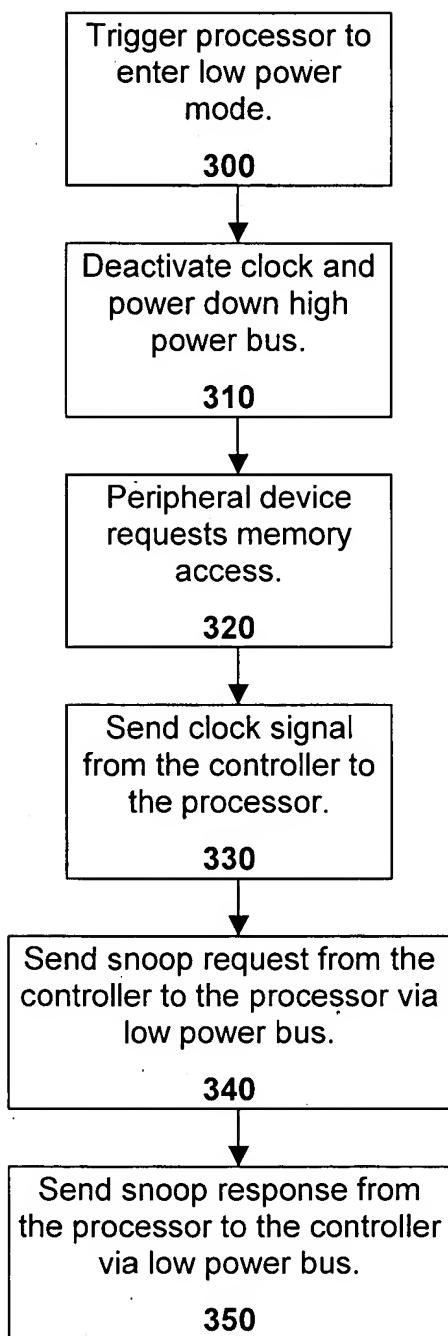 Trigger processor to
enter low power
mode.
300
Deactivate clock and
power down high
power bus.
310
Peripheral device
requests memory
access.
320
Send clock signal
from the controller to
the processor.
330
Send snoop request from the
controller to the processor via
low power bus.
340
Send snoop response from
the processor to the controller
via low power bus.
350